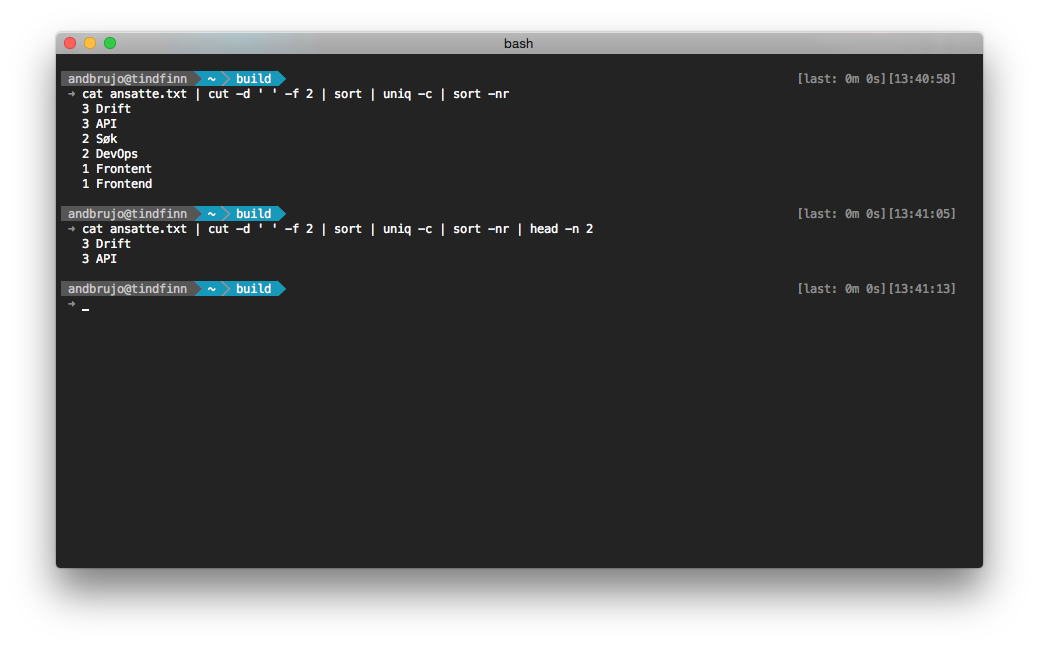 bash
andbrujo@tindfinn ~ build [last: 0m 0s][13:40:58]
➜ cat ansatte.txt | cut -d ' ' -f 2 | sort | uniq -c | sort -nr
3 Drift
3 API
2 Søk
2 DevOps
1 Frontent
1 Frontend
andbrujo@tindfinn ~ build [last: 0m 0s][13:41:05]
➜ cat ansatte.txt | cut -d ' ' -f 2 | sort | uniq -c | sort -nr | head -n 2
3 Drift
3 API
andbrujo@tindfinn ~ build [last: 0m 0s][13:41:13]
➜ _